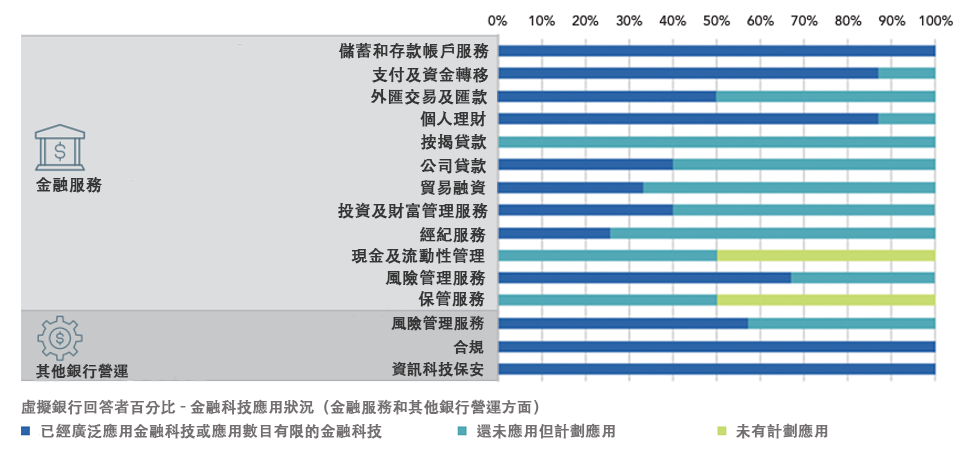 0% 10% 20% 30% 40% 50% 60% 70% 80% 90% 100%
儲蓄和存款帳戶服務
支付及資金轉移
外匯交易及匯款
個人理財
按揭貸款
公司貸款
貿易融資
投資及財富管理服務
經紀服務
現金及流動性管理
風險管理服務
保管服務
$
金融服務
風險管理服務
合規
資訊科技保安
$
其他銀行營運
虛擬銀行回答者百分比 - 金融科技應用狀況（金融服務和其他銀行營運方面）
已經廣泛應用金融科技或應用數目有限的金融科技 還未應用但計劃應用 未有計劃應用